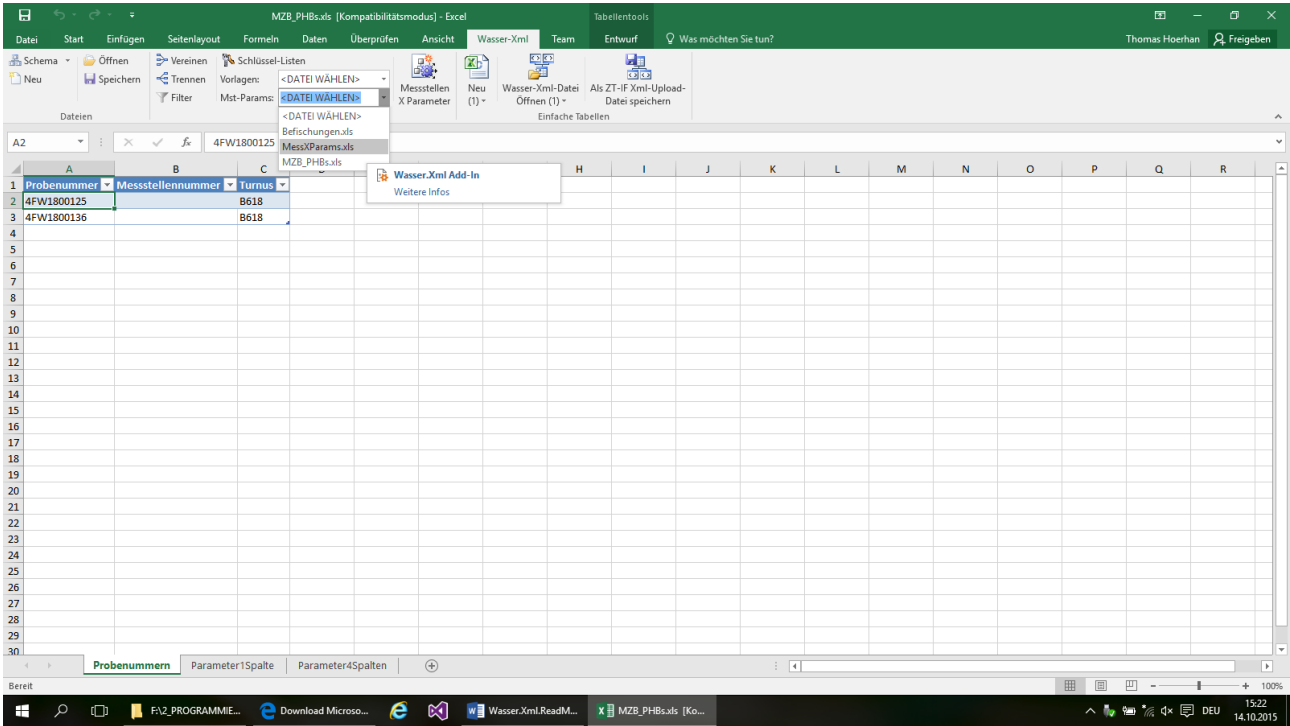 MZB_PHBs.xls [Kompatibilitätsmodus] - Excel
Tabellentools
Datei Start Einfügen Seitenlayout Formeln Daten Überprüfen Ansicht Wasser-Xml Team Entwurf Was möchten Sie tun? Thomas Hoerhan Freigeben
Schema Öffnen Vereinen Schlüssel-Listen
Neu Speichern Trennen Vorlagen: <DATEI WÄHLEN>
Filter Mst-Params: <DATEI WÄHLEN>
Messstellen
X Parameter
Neu
(1)
Wasser-Xml-Datei
Öffnen (1)
Als ZT-IF Xml-Upload-
Datei speichern
Dateien
Einfache Tabellen
<DATEI WÄHLEN>
Befischungen.xls
MessXParams.xls
MZB_PHBs.xls
Wasser.Xml Add-In
Weitere Infos
A2 fx 4FW1800125
A B C H I J K L M N O P Q R
1 Probenummer Messstellennummer Turnus
2 4FW1800125 B618
3 4FW1800136 B618
4
5
6
7
8
9
10
11
12
13
14
15
16
17
18
19
20
21
22
23
24
25
26
27
28
29
30
Probenummern Parameter1Spalte Parameter4Spalten
Bereit
100%
F:\2_PROGRAMMIE... Download Microso... Wasser.Xml.ReadM... MZB_PHBs.xls [Ko... DEU
15:22
14.10.2015